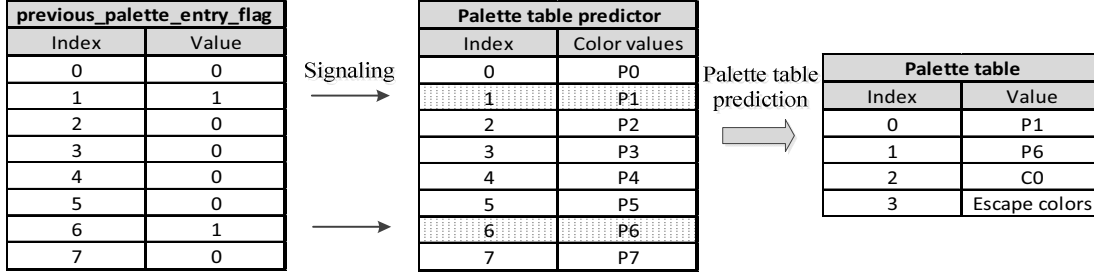 previous_palette_entry_flag
Index Value
0 0
1 1
2 0
3 0
4 0
5 0
6 1
7 0
Signaling
Palette table predictor
Index Color values
0 P0
1 P1
2 P2
3 P3
4 P4
5 P5
6 P6
7 P7
Palette table
prediction
Palette table
Index Value
0 P1
1 P6
2 C0
3 Escape colors